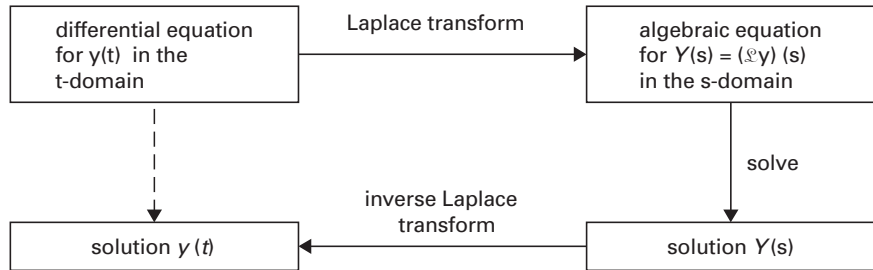 differential equation
for y(t) in the
t-domain
Laplace transform
algebraic equation
for Y(s) = (ℒy) (s)
in the s-domain
solve
inverse Laplace
transform
solution y (t)
solution Y(s)